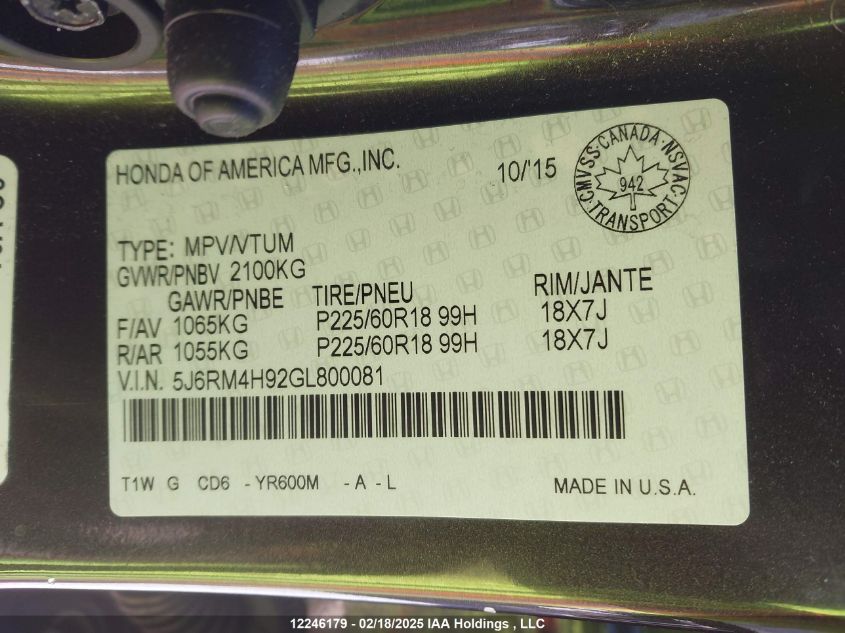 HONDA OF AMERICA MFG.,INC. 10/'15
CMVSS · CANADA · NSVAC
942
TRANSPORT
TYPE: MPV/VTUM
GVWR/PNBV 2100KG
GAWR/PNBE TIRE/PNEU RIM/JANTE
F/AV 1065KG P225/60R18 99H 18X7J
R/AR 1055KG P225/60R18 99H 18X7J
V.I.N. 5J6RM4H92GL800081
T1W G CD6 - YR600M - A - L MADE IN U.S.A.
12246179 - 02/18/2025 IAA Holdings , LLC